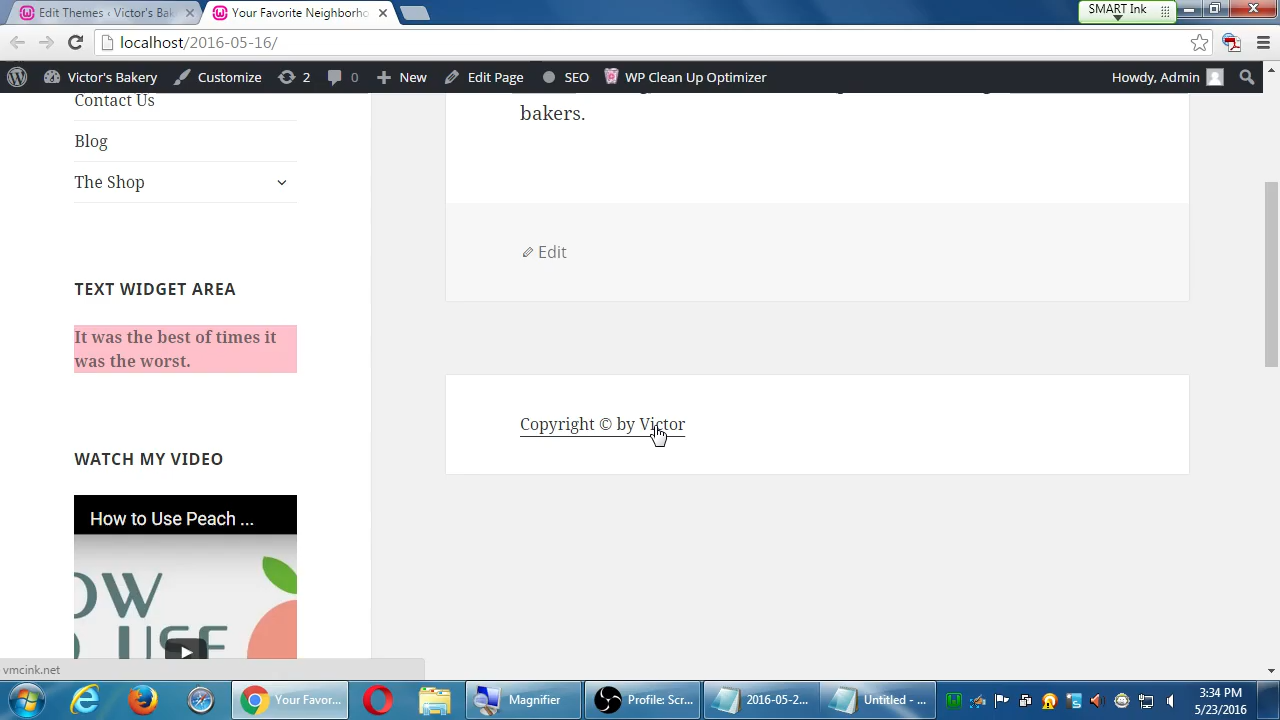 Edit Themes ‹ Victor's Bak
Your Favorite Neighborho
SMART Ink
localhost/2016-05-16/
Victor's Bakery
Customize
2
0
New
Edit Page
SEO
WP Clean Up Optimizer
Howdy, Admin
Contact Us
Blog
The Shop
bakers.
Edit
TEXT WIDGET AREA
It was the best of times it
was the worst.
Copyright © by Victor
WATCH MY VIDEO
How to Use Peach ...
OW
O USE
vmcink.net
Your Favor...
Magnifier
Profile: Scr...
2016-05-2...
Untitled - ...
3:34 PM
5/23/2016